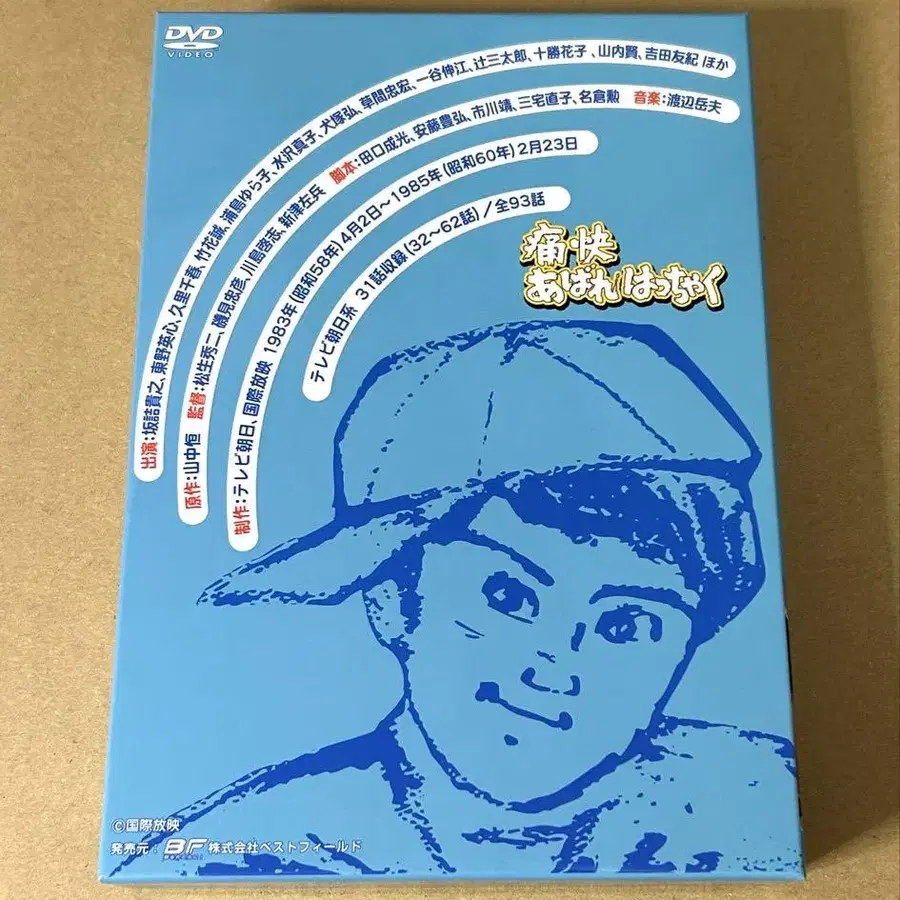 DVD
VIDEO
出演:坂詰貴之、東野英心、久里千春、竹花誠、浦島ゆら子、水沢真子、犬塚弘、草間忠宏、一谷伸江、辻三太郎、十勝花子、山内賢、吉田友紀 ほか
原作:山中恒 監督:松生秀二、磯見忠彦、川島啓志、新津左兵 脚本:田口成光、安藤豊弘、市川靖、三宅直子、名倉勲 音楽:渡辺岳夫
制作:テレビ朝日、国際放映 1983年(昭和58年)4月2日〜1985年(昭和60年)2月23日
テレビ朝日系 31話収録(32〜62話)/全93話
痛快
あばれはっちゃく
©国際放映
発売元: BF 株式会社ベストフィールド